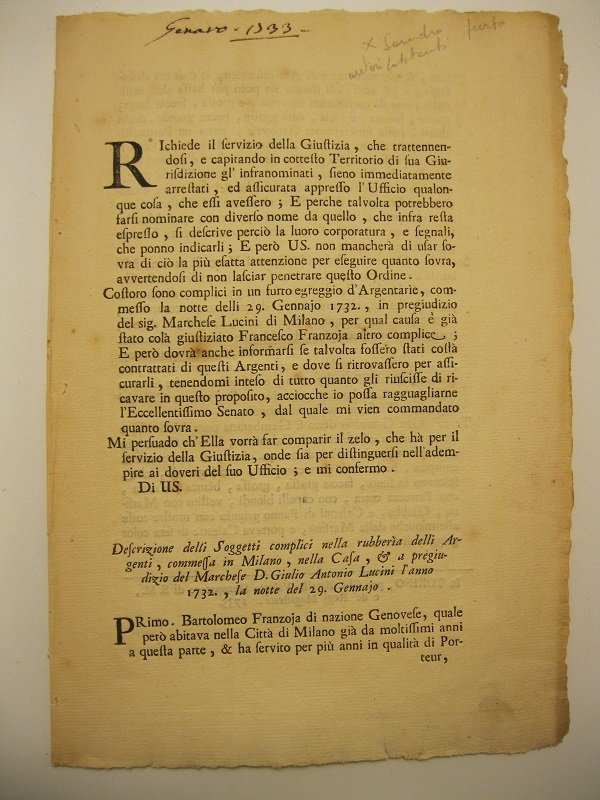 Genaro - 1733 -
x Sandra furto
RIchiede il servizio della Giustizia, che trattennen-
dosi, e capitando in cottesto Territorio di sua Giu-
risdizione gl' infranominati, sieno immediatamente
arrestati, ed assicurata appresso l'Ufficio qualon-
que cosa, che essi avessero; E perche talvolta potrebbero
farsi nominare con diverso nome da quello, che infra resta
espresso, si descrive perciò la luoro corporatura, e segnali,
che ponno indicarli; E però US. non mancherà di usar so-
vra di ciò la più esatta attenzione per eseguire quanto sovra,
avvertendosi di non lasciar penetrare questo Ordine.
Costoro sono complici in un furto egreggio d'Argentarie, com-
messo la notte delli 29. Gennajo 1732., in pregiudizio
del sig. Marchese Lucini di Milano, per qual causa è già
stato colà giustiziato Francesco Franzoja altro complice;
E però dovrà anche informarsi se talvolta fossero stati costà
contrattati di questi Argenti, e dove si ritrovassero per assi-
curarli, tenendomi inteso di tutto quanto gli riuscisse di ri-
cavare in questo proposito, acciocche io possa ragguagliarne
l'Eccellentissimo Senato, dal quale mi vien commandato
quanto sovra.
Mi persuado ch'Ella vorrà far comparir il zelo, che hà per il
servizio della Giustizia, onde sia per distinguersi nell'adem-
pire ai doveri del suo Ufficio; e mi confermo.
Di US.
Descrizione delli Soggetti complici nella rubberìa delli Ar-
genti, commessa in Milano, nella Casa, & a pregiu-
dizio del Marchese D. Giulio Antonio Lucini l'anno
1732., la notte del 29. Gennajo.
PRimo. Bartolomeo Franzoja di nazione Genovese, quale
però abitava nella Città di Milano già da moltissimi anni
a questa parte, & ha servito per più anni in qualità di Por-
teur,